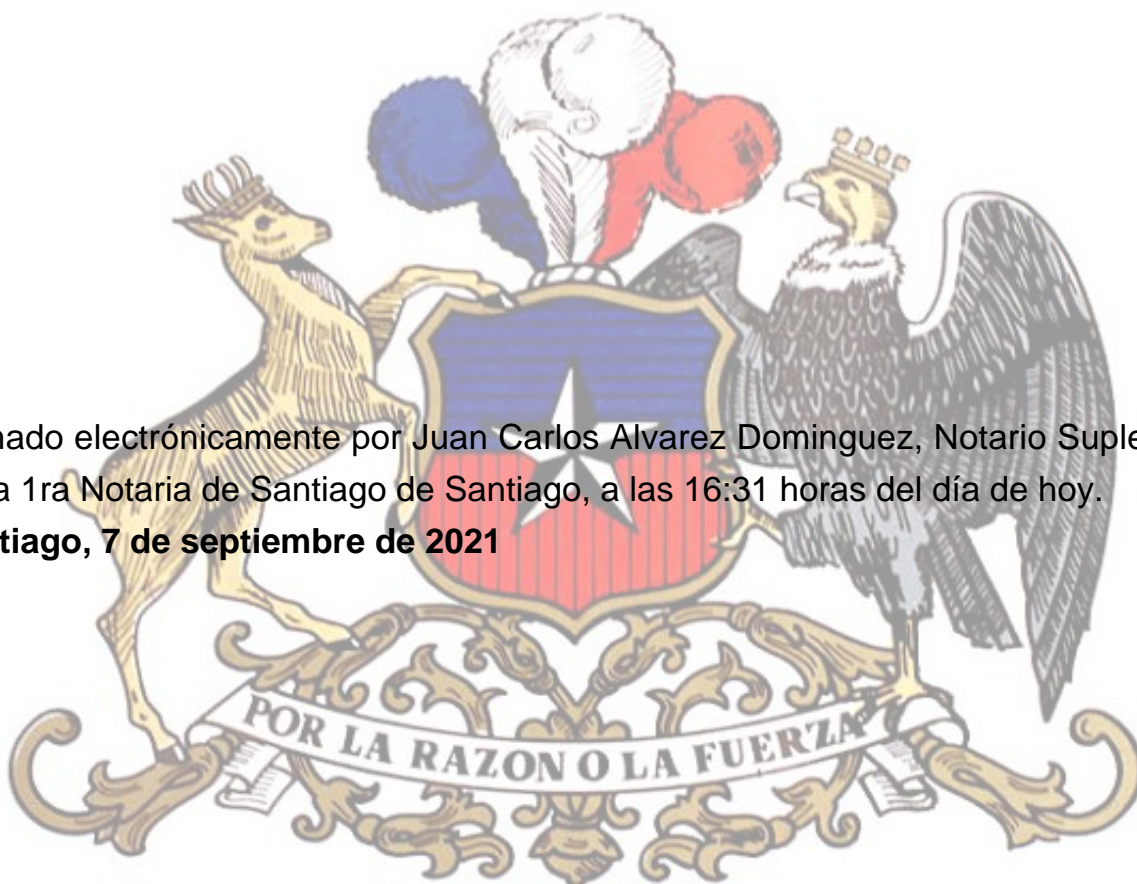 nado electrónicamente por Juan Carlos Alvarez Dominguez, Notario Suple
a 1ra Notaria de Santiago de Santiago, a las 16:31 horas del día de hoy.
tiago, 7 de septiembre de 2021
POR LA RAZON O LA FUERZA